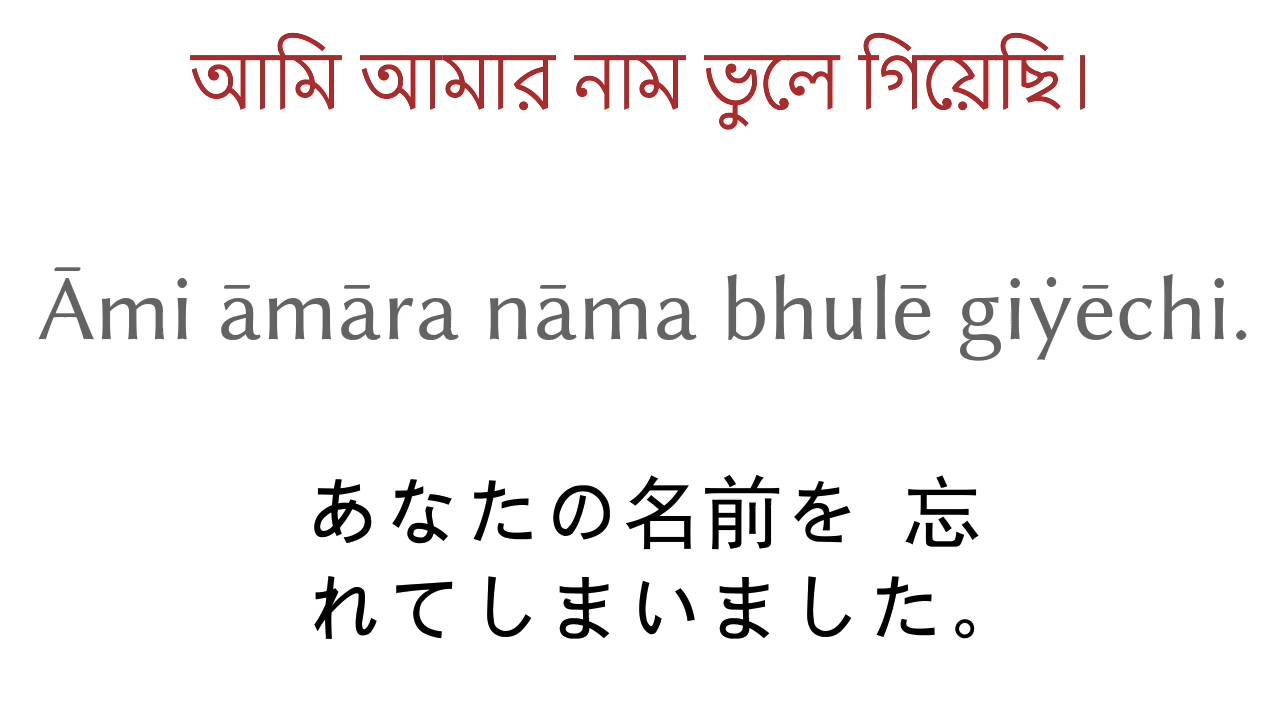 আমি আমার নাম ভুলে গিয়েছি।
Āmi āmāra nāma bhulē giẏēchi.
あなたの名前を 忘
れてしまいました。